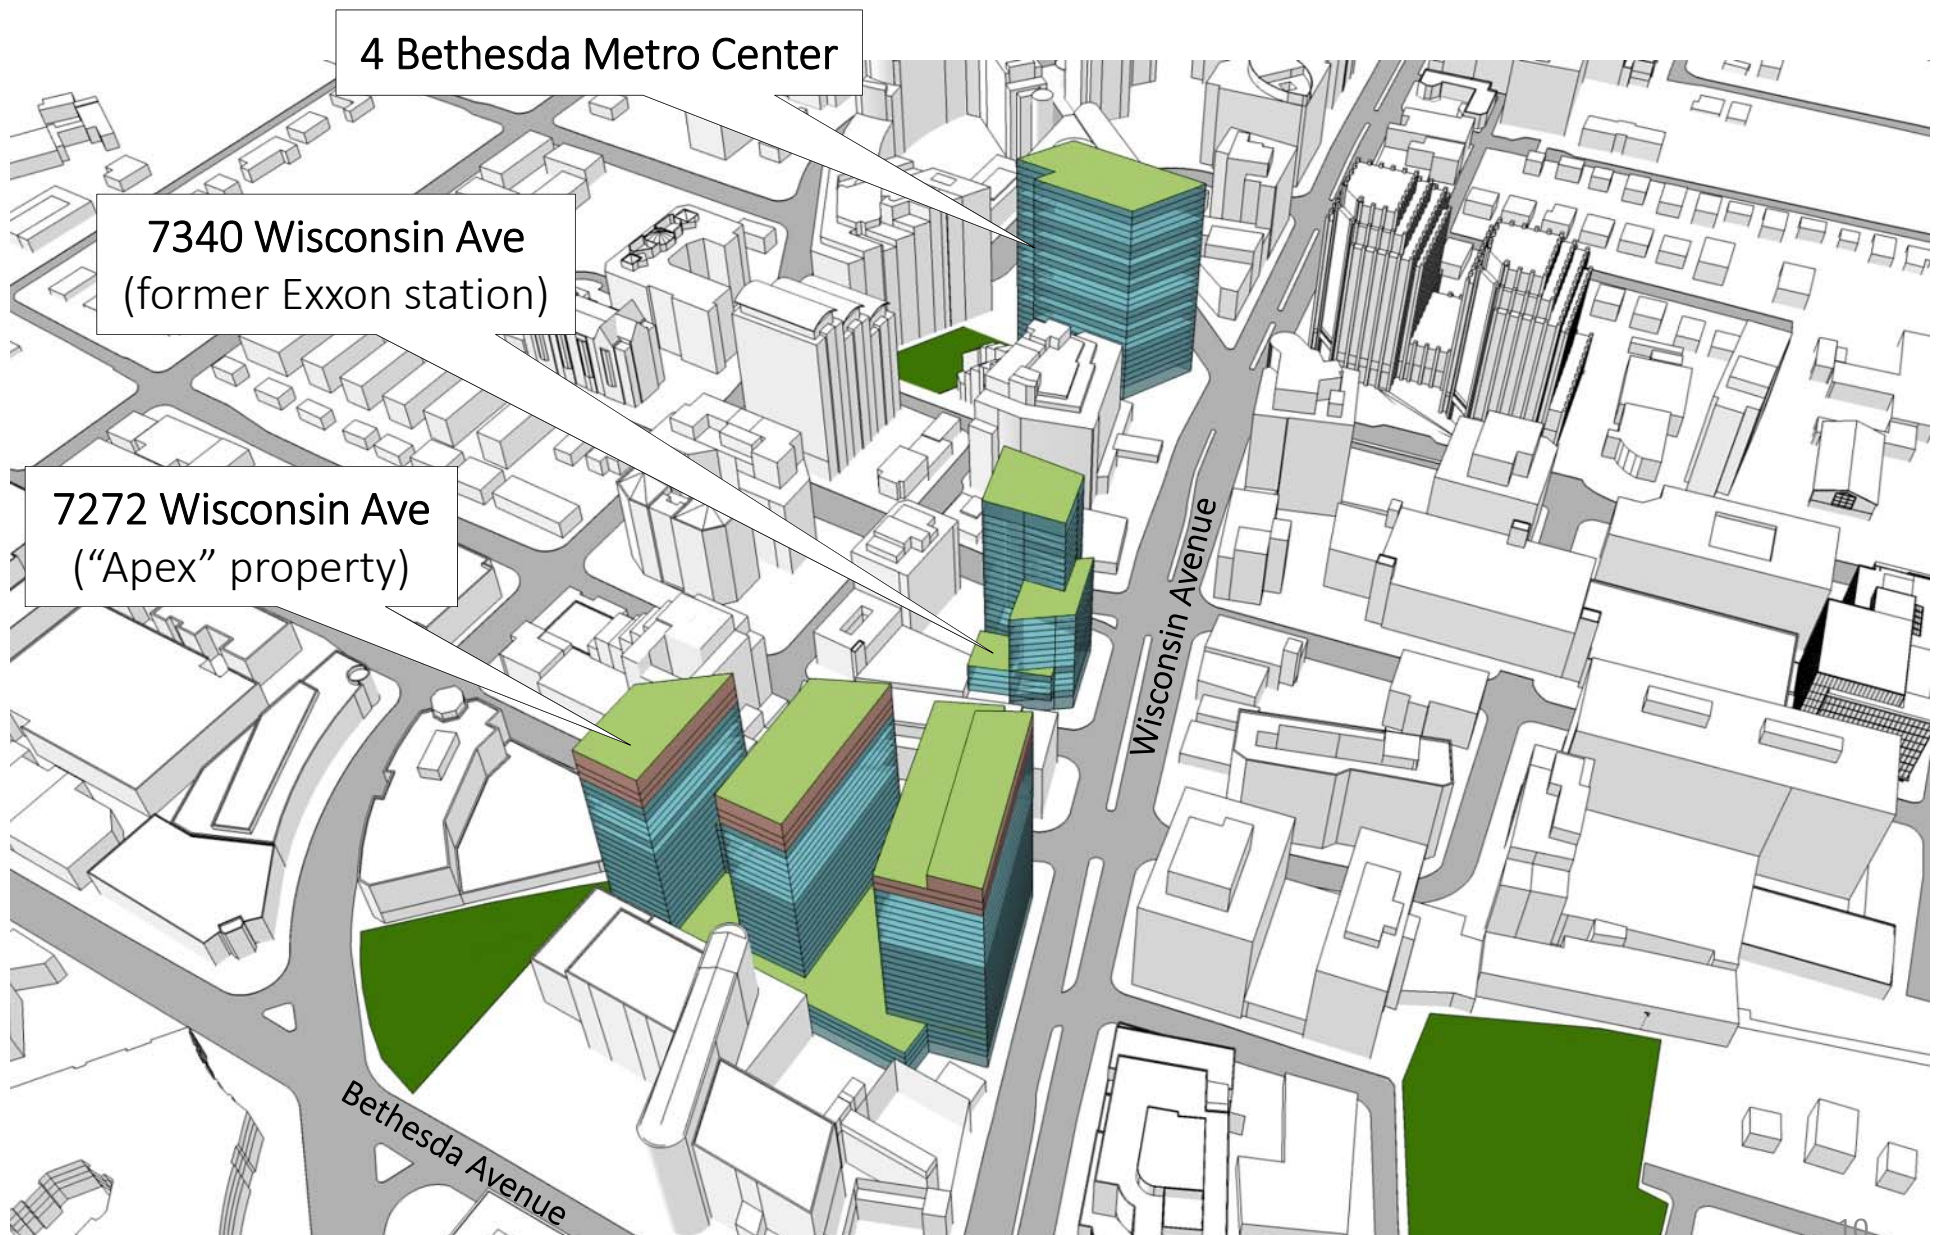 4 Bethesda Metro Center
7340 Wisconsin Ave
(former Exxon station)
7272 Wisconsin Ave
(“Apex” property)
Wisconsin Avenue
Bethesda Avenue
10